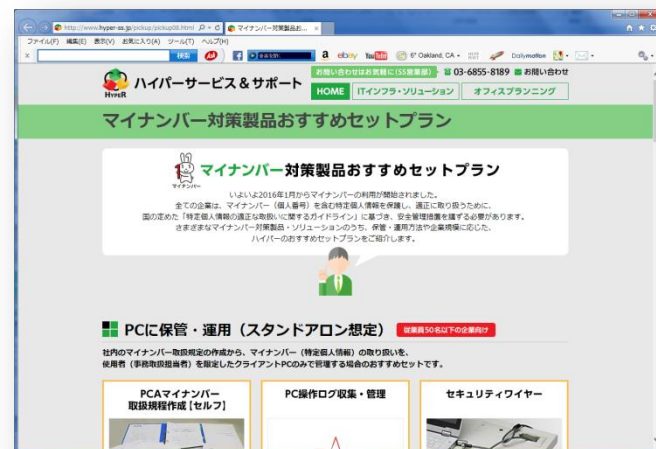 http://www.hyper-ss.jp/pickup/pickup08.html
マイナンバー対策製品お...
ファイル(F) 編集(E) 表示(V) お気に入り(A) ツール(T) ヘルプ(H)
検索
ebay
YouTube
6° Oakland, CA
Dailymotion
HYPER
ハイパーサービス＆サポート
お問い合わせはお気軽に(SS営業部)
03-6855-8189
お問い合わせ
HOME
ITインフラ・ソリューション
オフィスプランニング
マイナンバー対策製品おすすめセットプラン
マイナンバー
マイナンバー対策製品おすすめセットプラン
いよいよ2016年1月からマイナンバーの利用が開始されました。
全ての企業は、マイナンバー（個人番号）を含む特定個人情報を保護し、適正に取り扱うために、
国の定めた「特定個人情報の適正な取扱いに関するガイドライン」に基づき、安全管理措置を講ずる必要があります。
さまざまなマイナンバー対策製品・ソリューションのうち、保管・運用方法や企業規模に応じた、
ハイパーのおすすめセットプランをご紹介します。
PCに保管・運用（スタンドアロン想定）
従業員50名以下の企業向け
社内のマイナンバー取扱規定の作成から、マイナンバー（特定個人情報）の取り扱いを、
使用者（事務取扱担当者）を限定したクライアントPCのみで管理する場合のおすすめセットです。
PCAマイナンバー
取扱規程作成【セルフ】
PC操作ログ収集・管理
セキュリティワイヤー